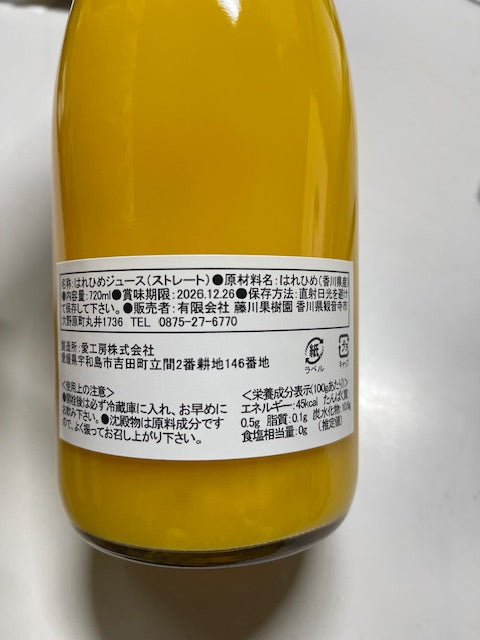 名称:はれひめジュース(ストレート)●原材料名:はれひめ(香川県産)
●内容量:720ml●賞味期限:2026.12.26●保存方法:直射日光を避け
て保存して下さい。●販売者:有限会社 藤川果樹園 香川県観音寺市
大野原町丸井1736 TEL 0875-27-6770
製造所:愛工房株式会社
愛媛県宇和島市吉田町立間2番耕地146番地
紙
ラベル
プラ
キャップ
<使用上の注意>
●開栓後は必ず冷蔵庫に入れ、お早めに
お飲み下さい。●沈殿物は原料成分です
ので、よく振ってお召し上がり下さい。
<栄養成分表示(100gあたり)>
エネルギー:45kcal たんぱく質:
0.5g 脂質:0.1g 炭水化物:
食塩相当量:0g (推定値)